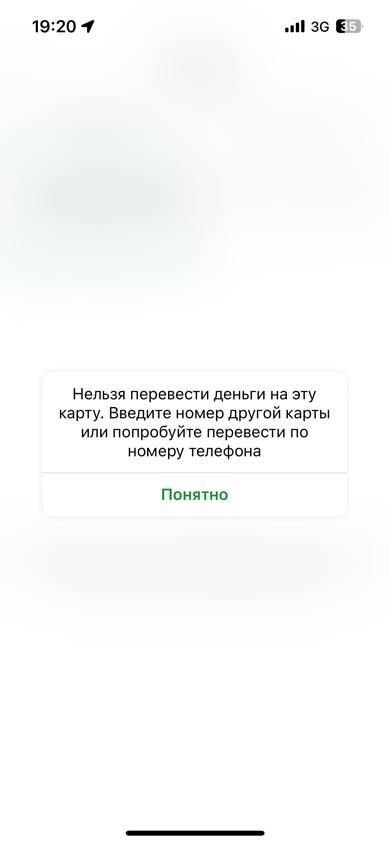 19:20
3G
35
Нельзя перевести деньги на эту
карту. Введите номер другой карты
или попробуйте перевести по
номеру телефона
Понятно